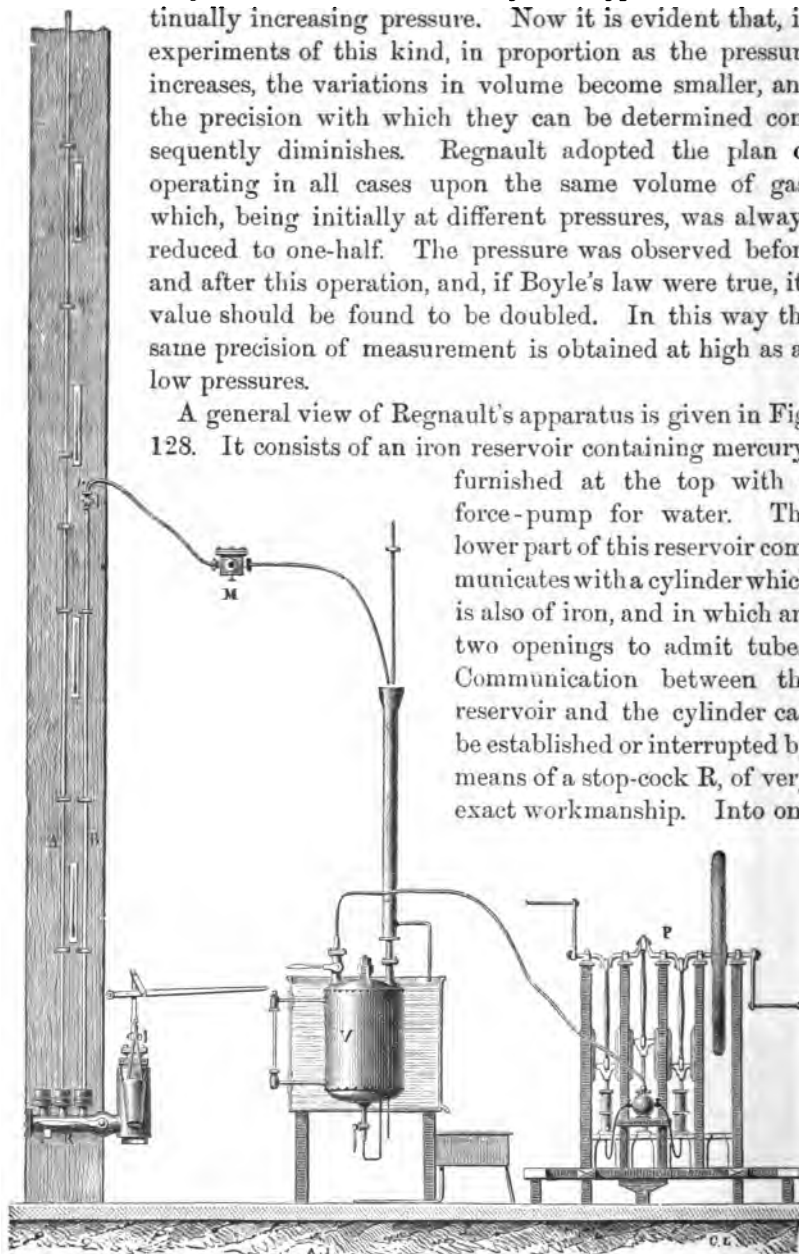 tinually increasing pressure. Now it is evident that, i
experiments of this kind, in proportion as the pressur
increases, the variations in volume become smaller, an
the precision with which they can be determined con
sequently diminishes. Regnault adopted the plan o
operating in all cases upon the same volume of gas
which, being initially at different pressures, was alway
reduced to one-half. The pressure was observed befor
and after this operation, and, if Boyle's law were true, it
value should be found to be doubled. In this way th
same precision of measurement is obtained at high as a
low pressures.
A general view of Regnault's apparatus is given in Fig
128. It consists of an iron reservoir containing mercury
furnished at the top with
force-pump for water. Th
lower part of this reservoir com
municates with a cylinder which
is also of iron, and in which ar
two openings to admit tube
Communication between th
reservoir and the cylinder ca
be established or interrupted b
means of a stop-cock R, of very
exact workmanship. Into on
M
A
B
P
V
R